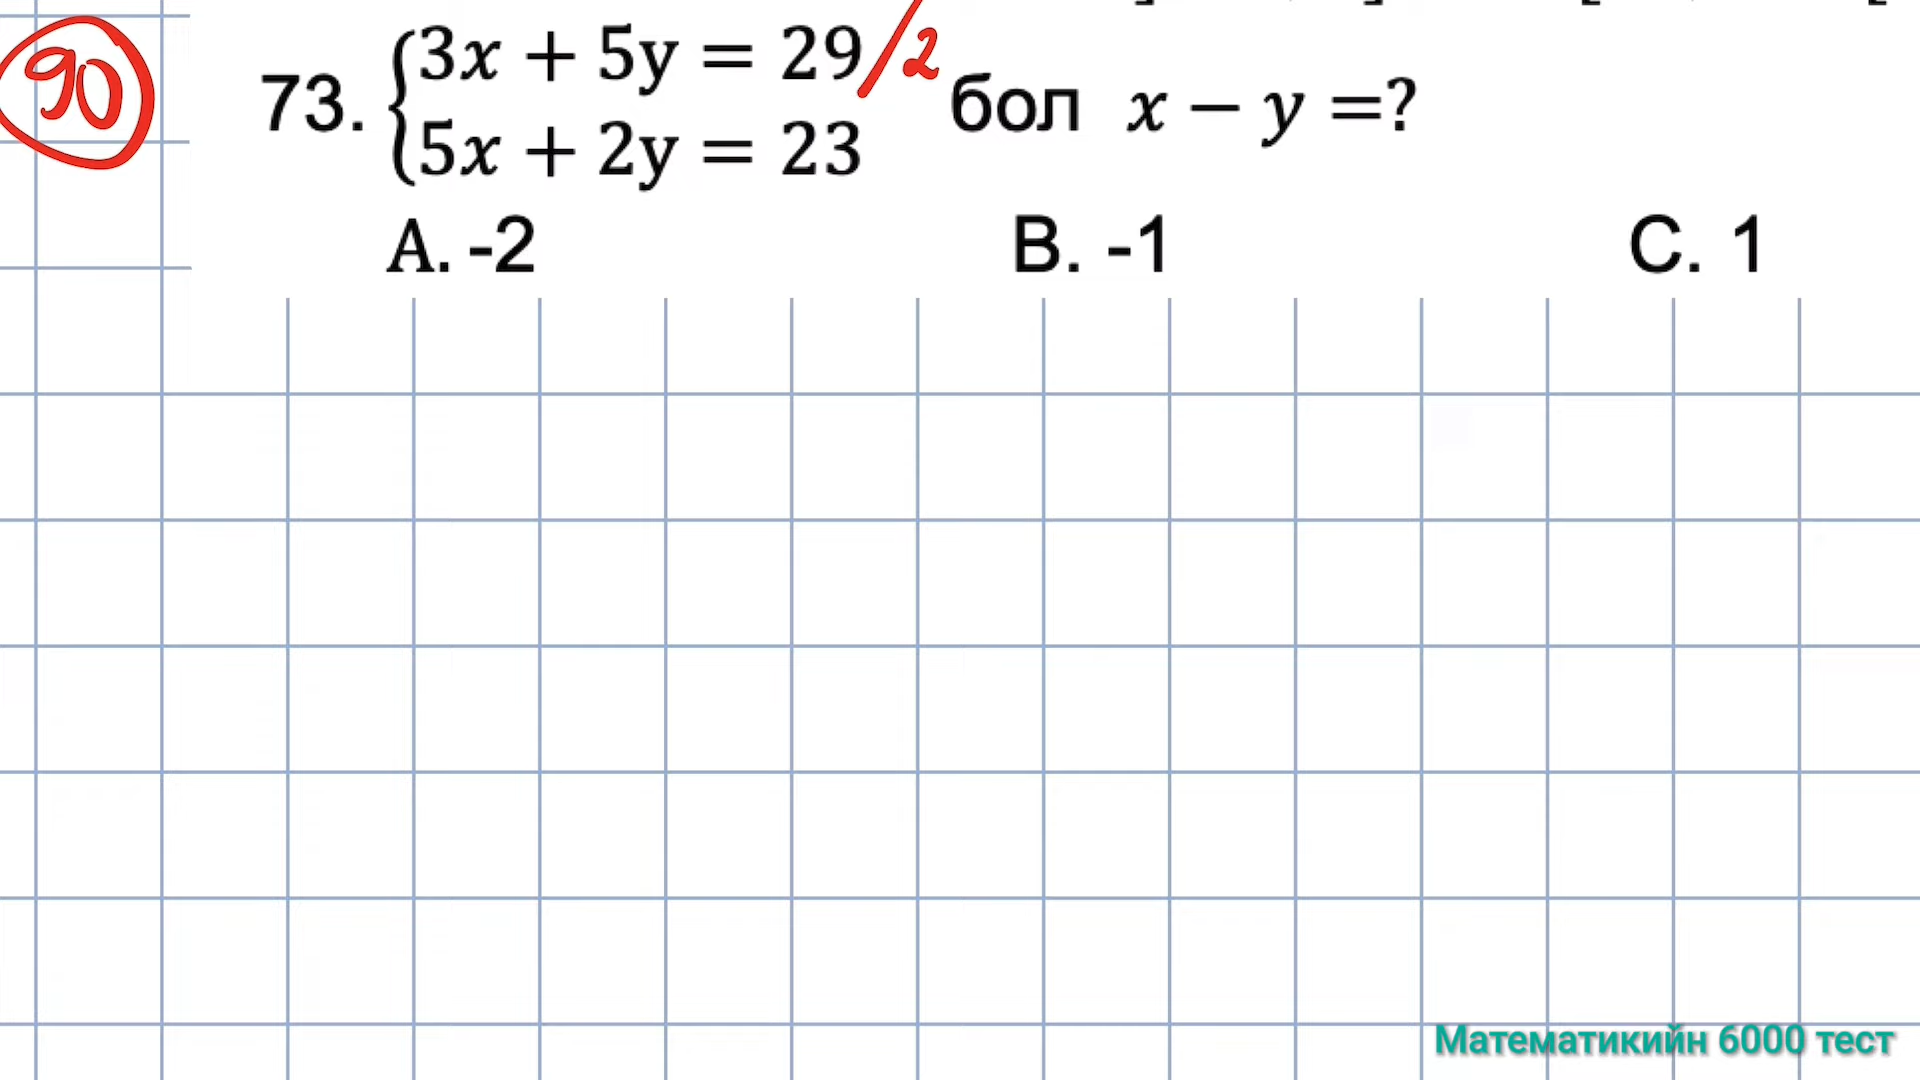 90
73. {3x + 5y = 29 /2
{5x + 2y = 23
бол x − y =?
A. -2 B. -1 C. 1
Математикийн 6000 тест